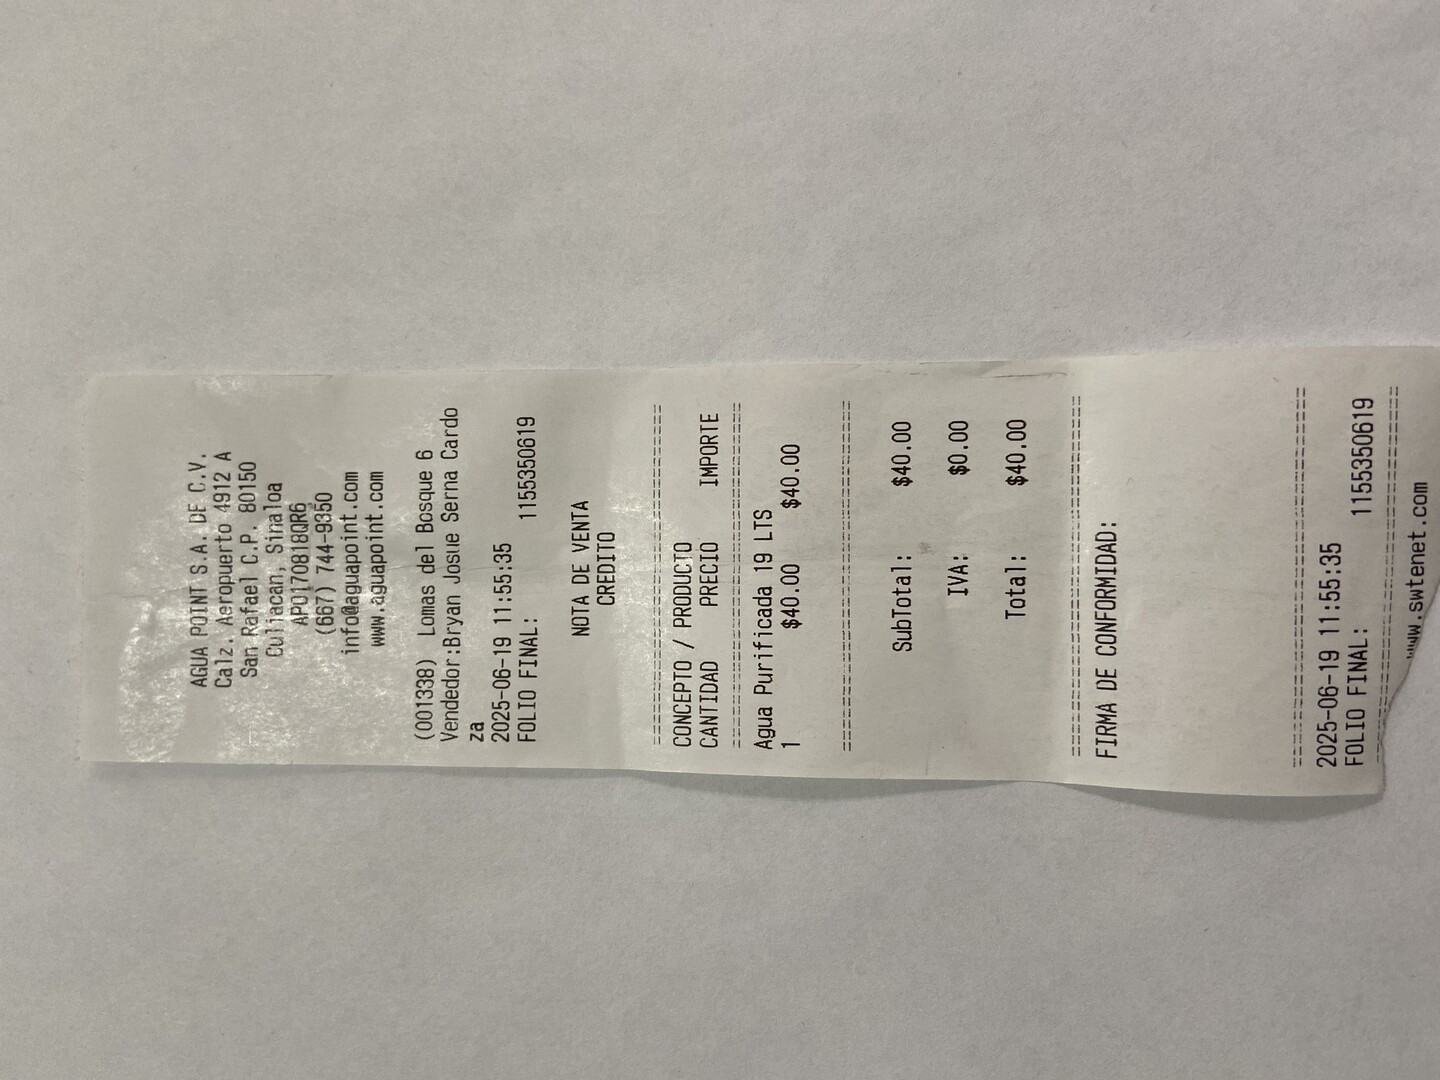 AGUA POINT S.A. DE C.V.
Calz. Aeropuerto 4912 A
San Rafael C.P. 80150
Culiacan, Sinaloa
APO170818QR6
(667) 744-9350
info@aguapoint.com
www.aguapoint.com
(001338) Lomas del Bosque 6
Vendedor:Bryan Josue Serna Cardo
za
2025-06-19 11:55:35
FOLIO FINAL: 1155350619
NOTA DE VENTA
CREDITO
================================
CONCEPTO / PRODUCTO
CANTIDAD PRECIO IMPORTE
================================
Agua Purificada 19 LTS
1 $40.00 $40.00
================================
SubTotal: $40.00
IVA: $0.00
Total: $40.00
================================
FIRMA DE CONFORMIDAD:
================================
2025-06-19 11:55:35
FOLIO FINAL: 1155350619
================================
www.swtenet.com